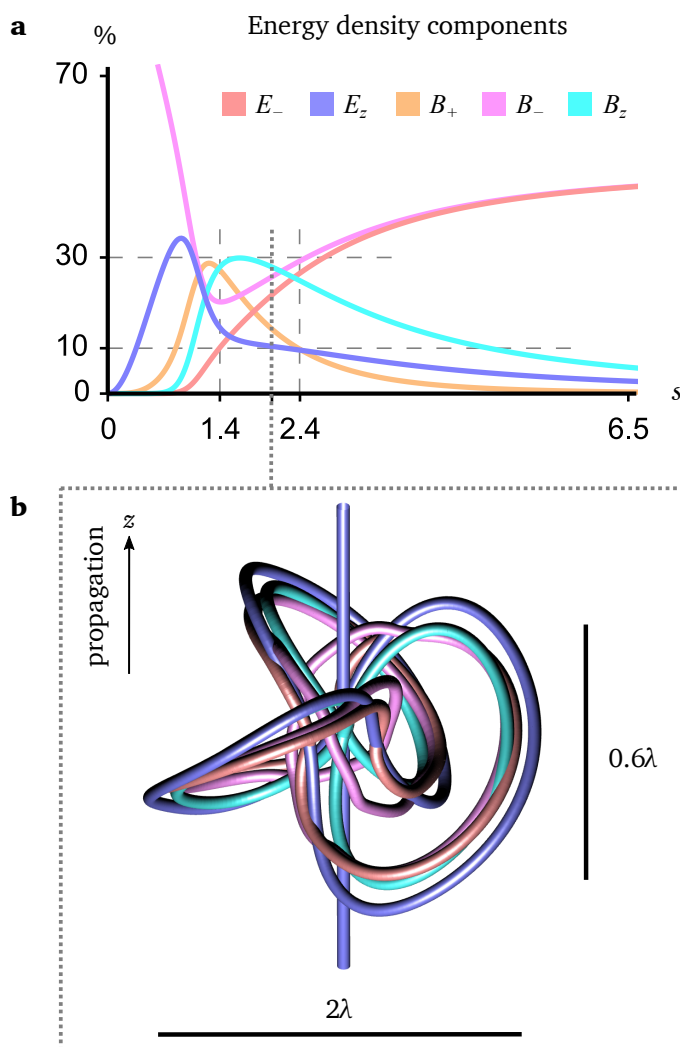 a Energy density components
%
70
E₋ E_z B₊ B₋ B_z
30
10
0
s
0 1.4 2.4 6.5
b
z
propagation
0.6λ
2λ